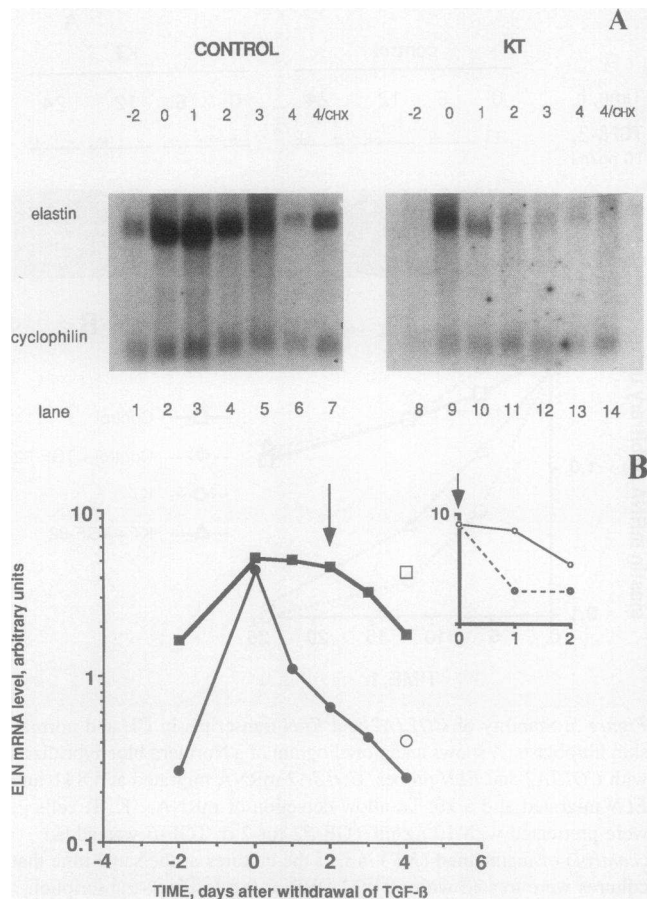 A
CONTROL KT
-2 0 1 2 3 4 4/CHX -2 0 1 2 3 4 4/CHX
elastin
cyclophilin
lane 1 2 3 4 5 6 7 8 9 10 11 12 13 14
B
ELN mRNA level, arbitrary units
10
1
0.1
-4 -2 0 2 4 6
10
0 1 2
TIME, days after withdrawal of TGF-β